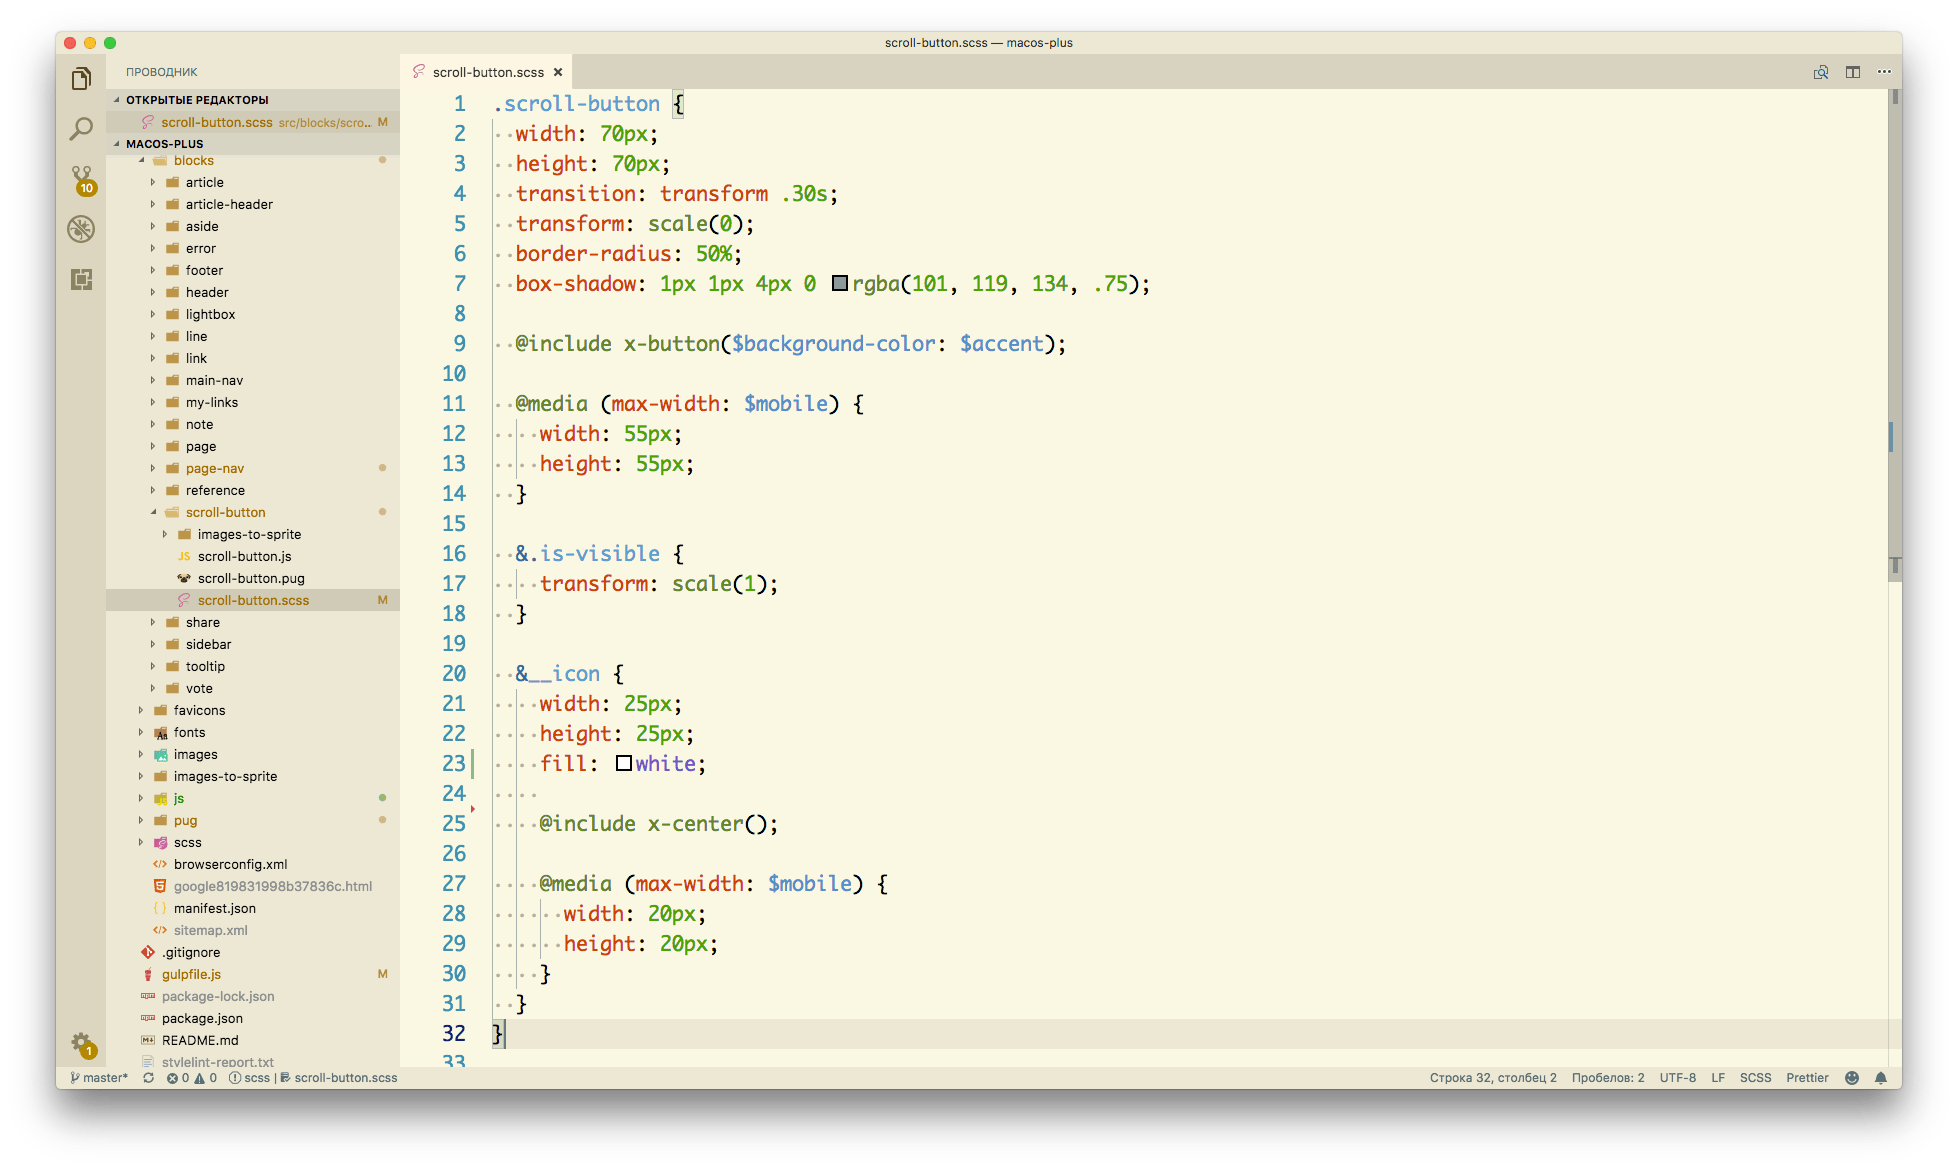 scroll-button.scss — macos-plus
ПРОВОДНИК
ОТКРЫТЫЕ РЕДАКТОРЫ
scroll-button.scss src/blocks/scro... M
MACOS-PLUS
blocks
article
article-header
aside
error
footer
header
lightbox
line
link
main-nav
my-links
note
page
page-nav
reference
scroll-button
images-to-sprite
JS scroll-button.js
scroll-button.pug
scroll-button.scss M
share
sidebar
tooltip
vote
favicons
fonts
images
images-to-sprite
js
pug
scss
browserconfig.xml
google819831998b37836c.html
manifest.json
sitemap.xml
.gitignore
gulpfile.js M
package-lock.json
package.json
README.md
stylelint-report.txt
10
1
scroll-button.scss ×
1 .scroll-button {
2 width: 70px;
3 height: 70px;
4 transition: transform .30s;
5 transform: scale(0);
6 border-radius: 50%;
7 box-shadow: 1px 1px 4px 0 rgba(101, 119, 134, .75);
8
9 @include x-button($background-color: $accent);
10
11 @media (max-width: $mobile) {
12 width: 55px;
13 height: 55px;
14 }
15
16 &.is-visible {
17 transform: scale(1);
18 }
19
20 &__icon {
21 width: 25px;
22 height: 25px;
23 fill: white;
24
25 @include x-center();
26
27 @media (max-width: $mobile) {
28 width: 20px;
29 height: 20px;
30 }
31 }
32 }
33
master* 0 0 scss | scroll-button.scss
Строка 32, столбец 2 Пробелов: 2 UTF-8 LF SCSS Prettier